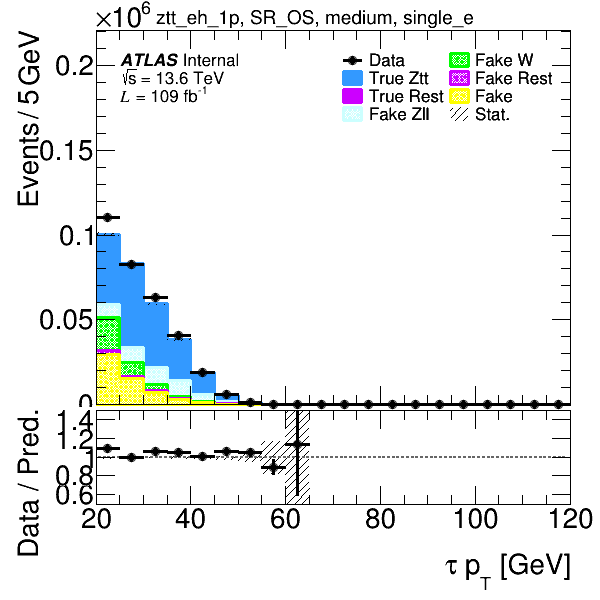 ×10⁶ ztt_eh_1p, SR_OS, medium, single_e
Events / 5 GeV
0.2
0.15
0.1
0.05
0
ATLAS Internal
√s = 13.6 TeV
L = 109 fb⁻¹
Data
True Ztt
True Rest
Fake Zll
Fake W
Fake Rest
Fake
Stat.
Data / Pred.
1.4
1.2
1
0.8
0.6
20 40 60 80 100 120
τ p_T [GeV]